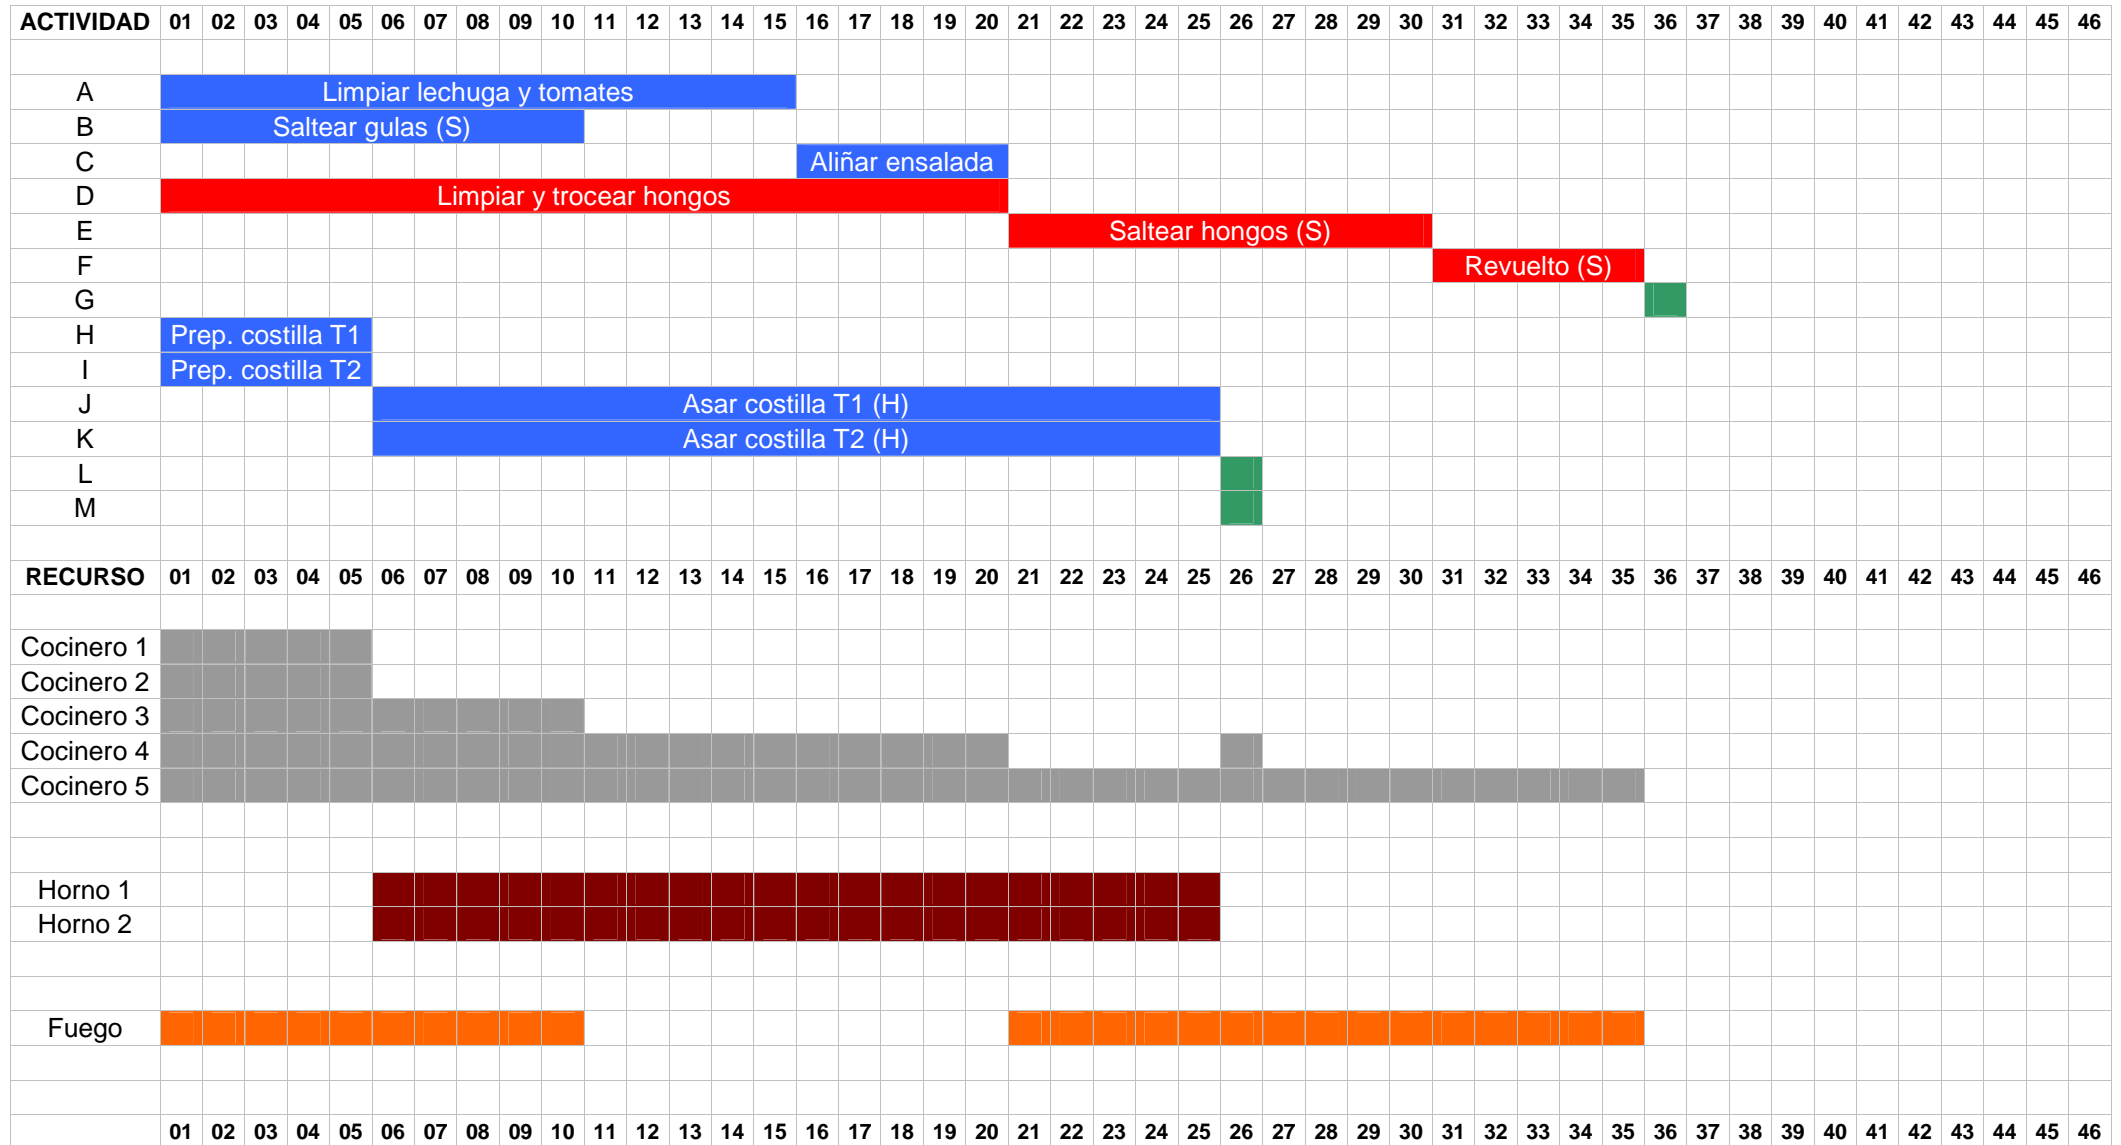 ACTIVIDAD 01 02 03 04 05 06 07 08 09 10 11 12 13 14 15 16 17 18 19 20 21 22 23 24 25 26 27 28 29 30 31 32 33 34 35 36 37 38 39 40 41 42 43 44 45 46
A Limpiar lechuga y tomates
B Saltear gulas (S)
C Aliñar ensalada
D Limpiar y trocear hongos
E Saltear hongos (S)
F Revuelto (S)
G
H Prep. costilla T1
I Prep. costilla T2
J Asar costilla T1 (H)
K Asar costilla T2 (H)
L
M
RECURSO 01 02 03 04 05 06 07 08 09 10 11 12 13 14 15 16 17 18 19 20 21 22 23 24 25 26 27 28 29 30 31 32 33 34 35 36 37 38 39 40 41 42 43 44 45 46
Cocinero 1
Cocinero 2
Cocinero 3
Cocinero 4
Cocinero 5
Horno 1
Horno 2
Fuego
01 02 03 04 05 06 07 08 09 10 11 12 13 14 15 16 17 18 19 20 21 22 23 24 25 26 27 28 29 30 31 32 33 34 35 36 37 38 39 40 41 42 43 44 45 46